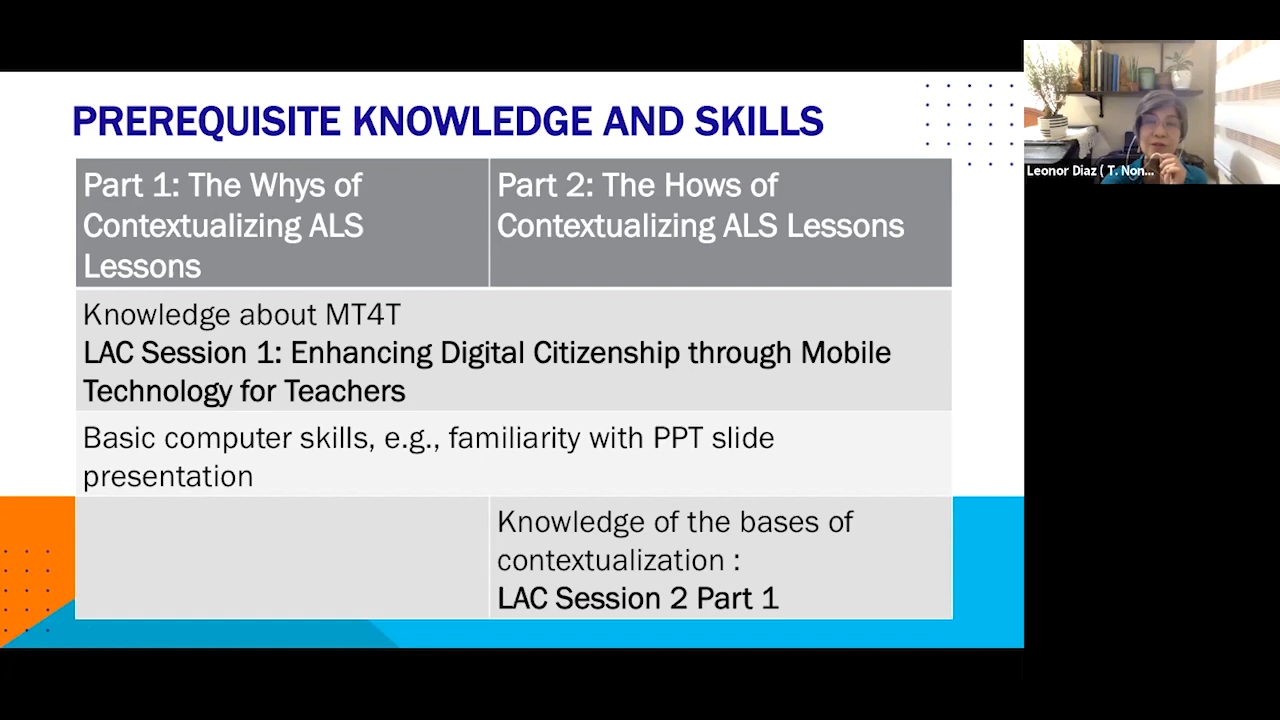 PREREQUISITE KNOWLEDGE AND SKILLS
Part 1: The Whys of
Contextualizing ALS
Lessons
Part 2: The Hows of
Contextualizing ALS Lessons
Knowledge about MT4T
LAC Session 1: Enhancing Digital Citizenship through Mobile
Technology for Teachers
Basic computer skills, e.g., familiarity with PPT slide
presentation
Knowledge of the bases of
contextualization :
LAC Session 2 Part 1
Leonor Diaz ( T. Non...